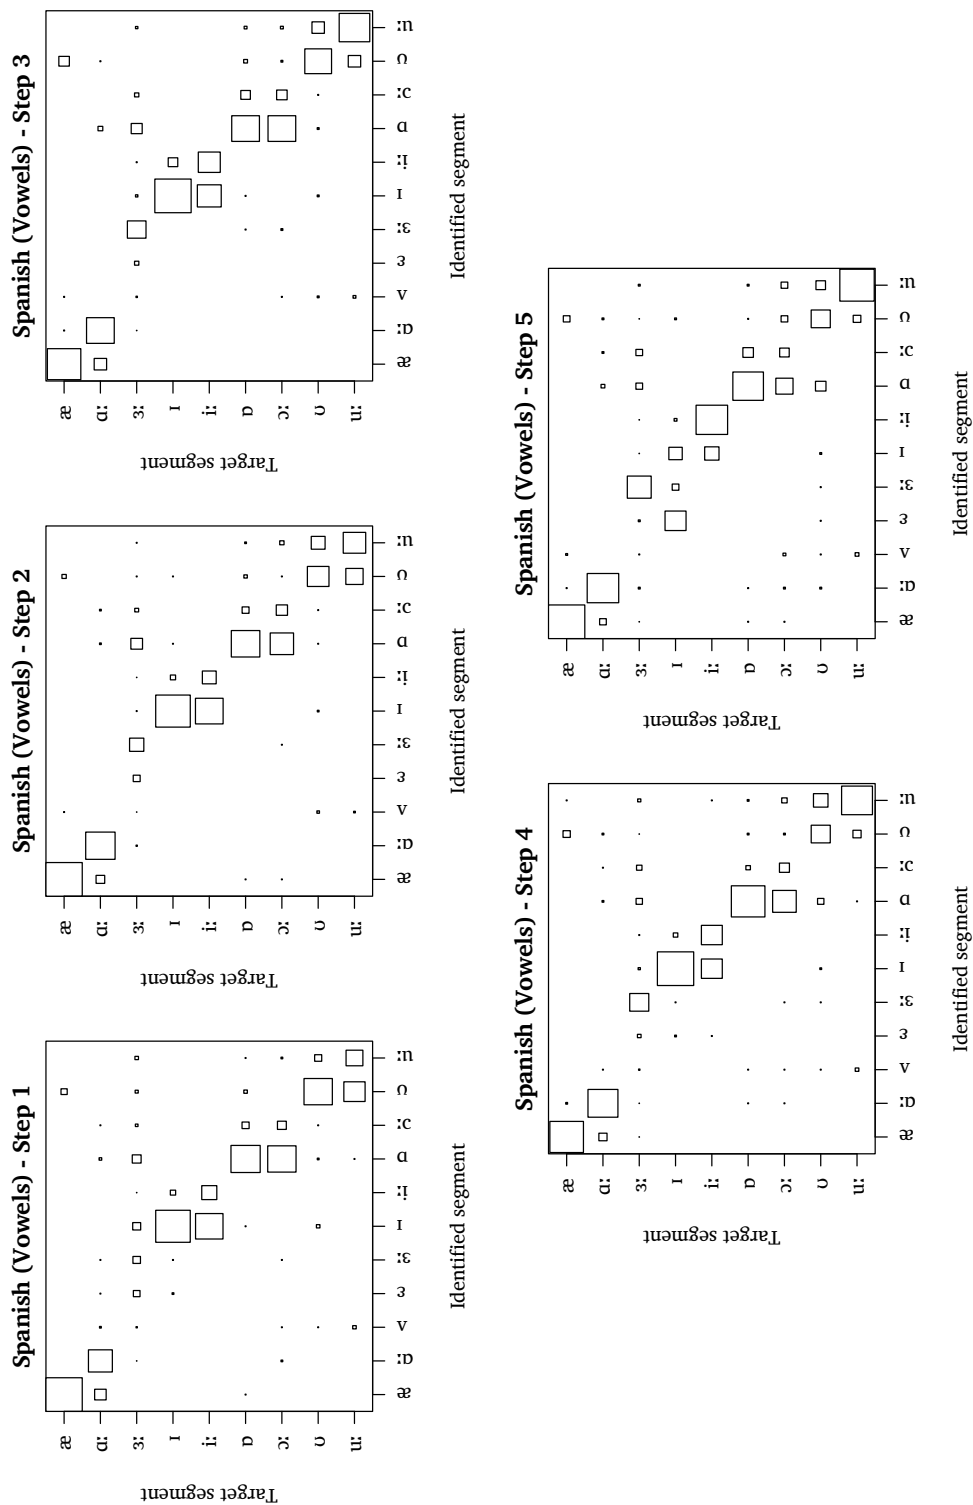 Spanish (Vowels) - Step 1
Target segment
æ
ɑː
ɜː
ɪ
iː
ɒ
ɔː
ʊ
uː
æ ɑː ʌ ɛ ɜː ɪ iː ɒ ɔː ʊ uː
Identified segment
Spanish (Vowels) - Step 2
Target segment
æ
ɑː
ɜː
ɪ
iː
ɒ
ɔː
ʊ
uː
æ ɑː ʌ ɛ ɜː ɪ iː ɒ ɔː ʊ uː
Identified segment
Spanish (Vowels) - Step 3
Target segment
æ
ɑː
ɜː
ɪ
iː
ɒ
ɔː
ʊ
uː
æ ɑː ʌ ɛ ɜː ɪ iː ɒ ɔː ʊ uː
Identified segment
Spanish (Vowels) - Step 4
Target segment
æ
ɑː
ɜː
ɪ
iː
ɒ
ɔː
ʊ
uː
æ ɑː ʌ ɛ ɜː ɪ iː ɒ ɔː ʊ uː
Identified segment
Spanish (Vowels) - Step 5
Target segment
æ
ɑː
ɜː
ɪ
iː
ɒ
ɔː
ʊ
uː
æ ɑː ʌ ɛ ɜː ɪ iː ɒ ɔː ʊ uː
Identified segment